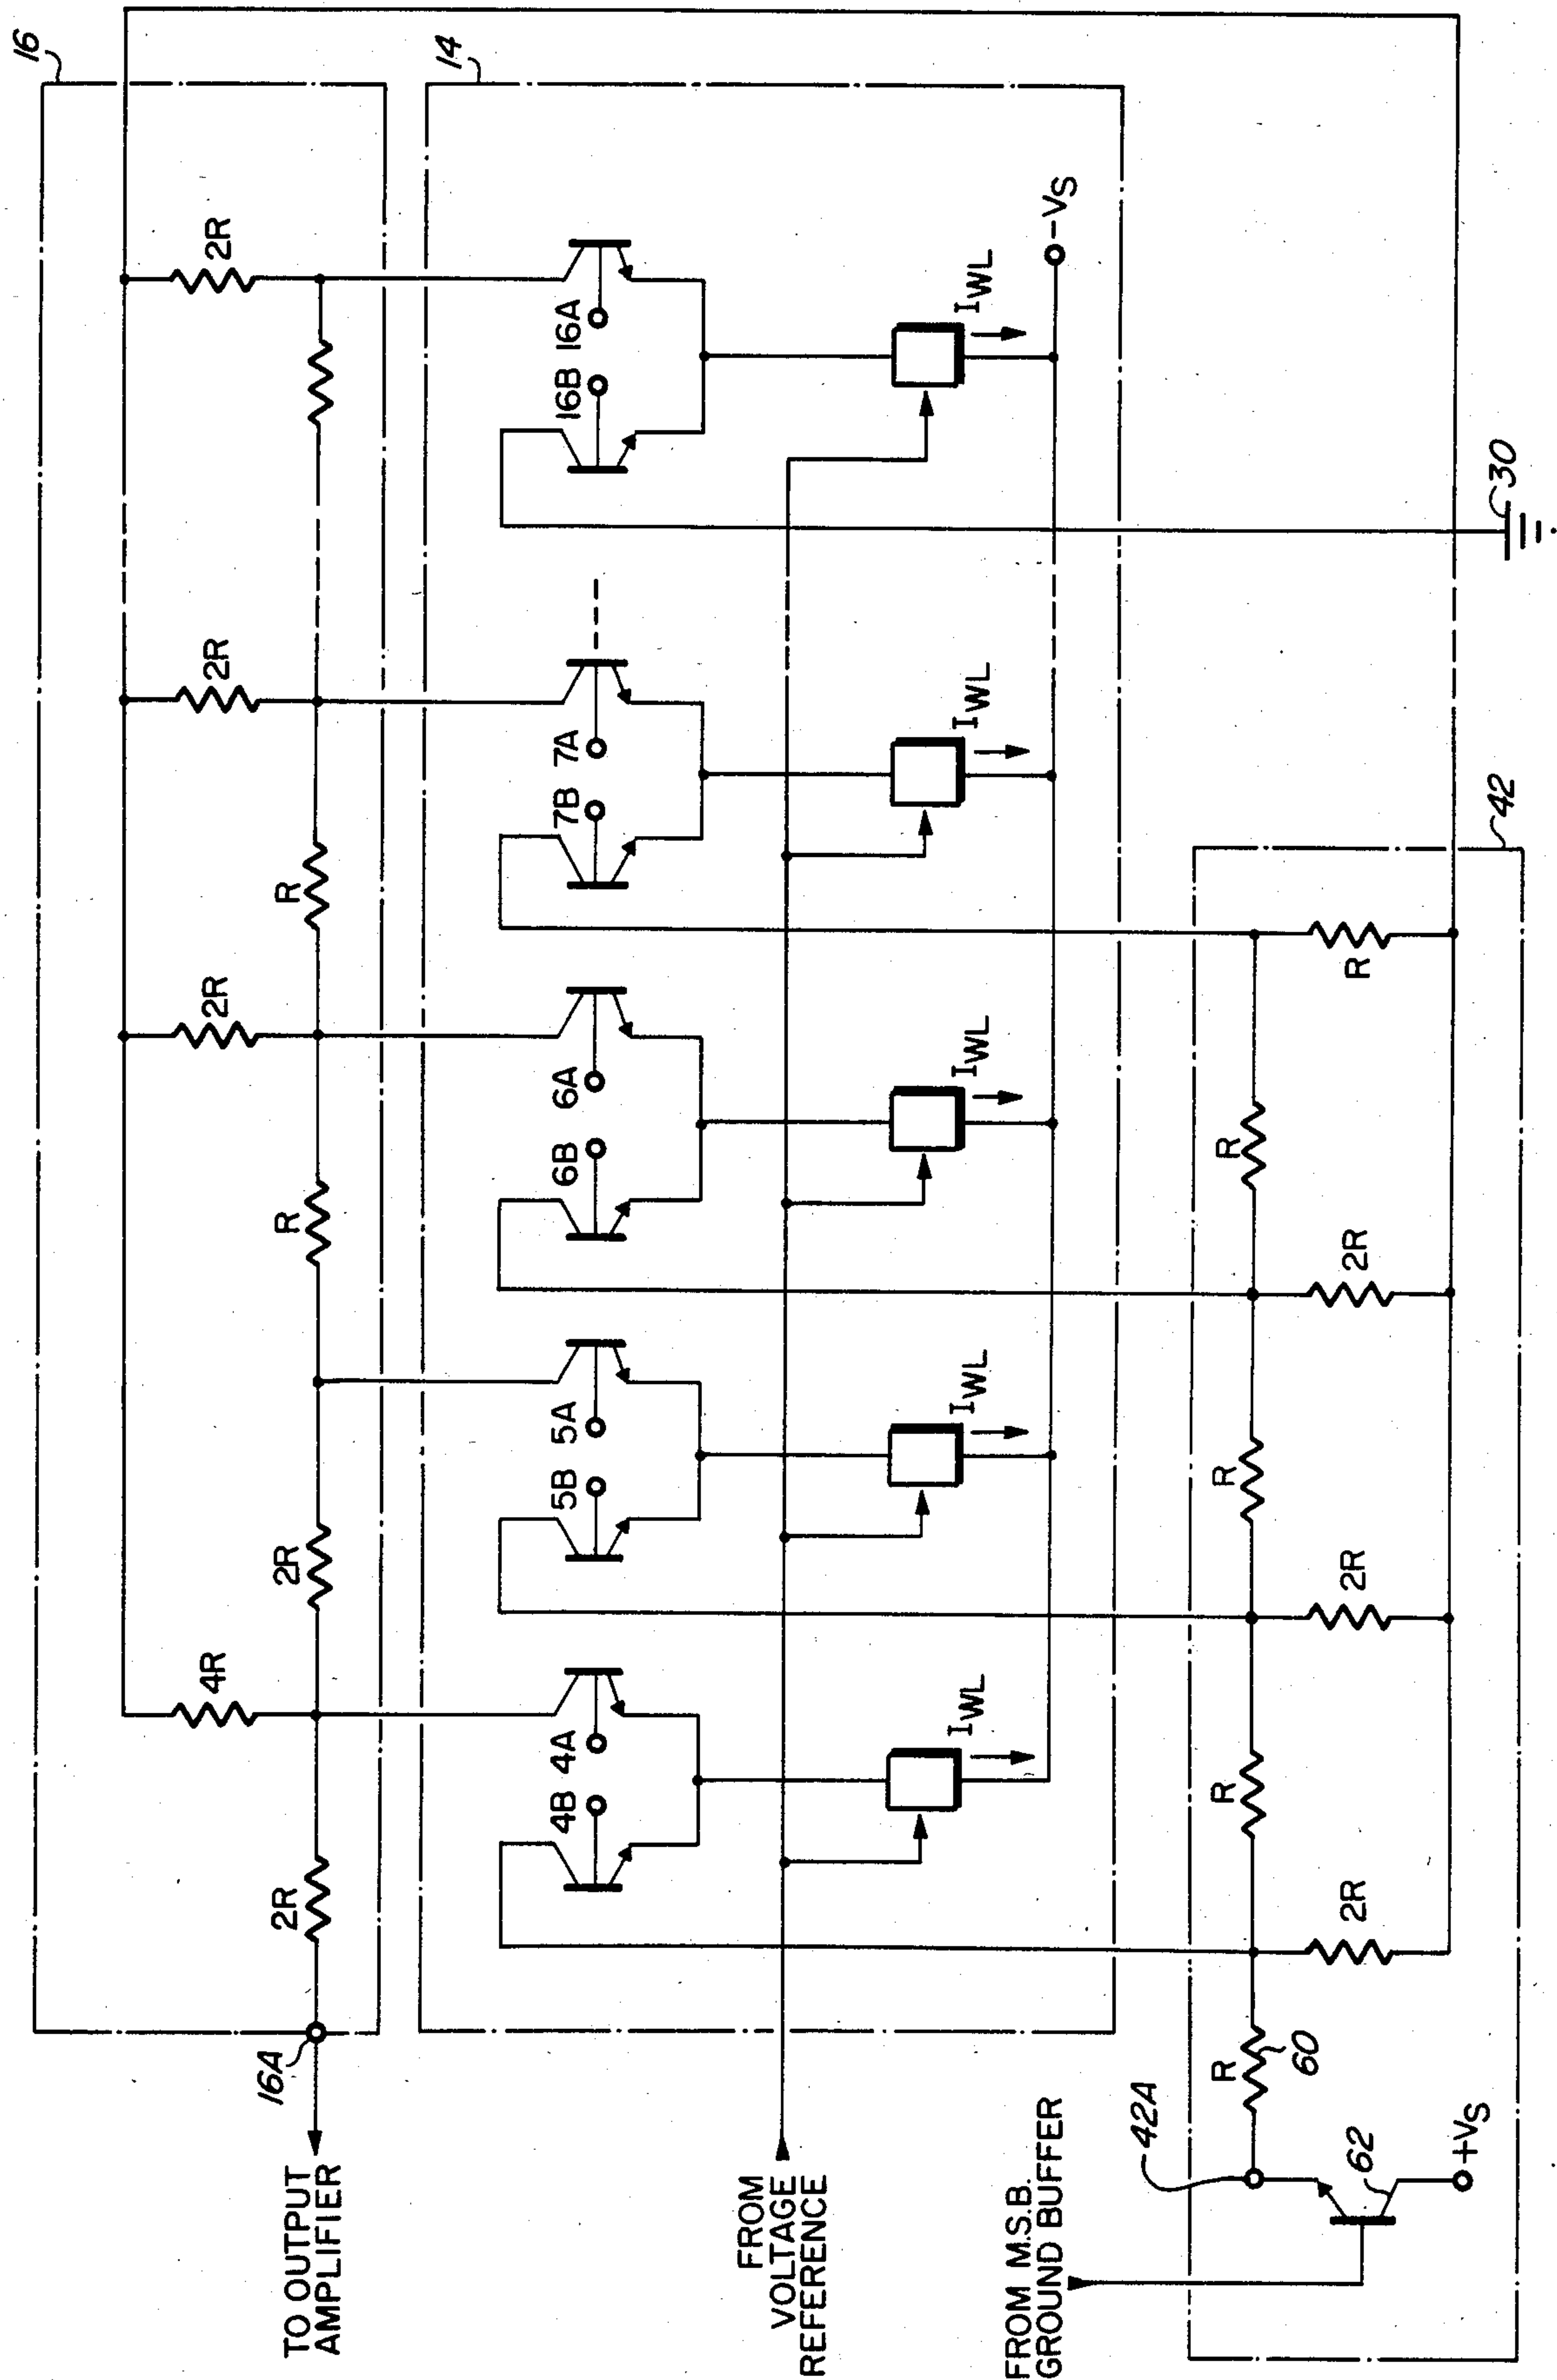 16
14
4R
2R
2R
2R
2R
2R
R
R
16A
TO OUTPUT
AMPLIFIER
4B
4A
5B
5A
6B
6A
7B
7A
16B
16A
IWL
IWL
IWL
IWL
IWL
-VS
FROM
VOLTAGE
REFERENCE
30
42
42A
R
R
R
R
60
2R
2R
2R
R
62
+VS
FROM M.S.B.
GROUND BUFFER